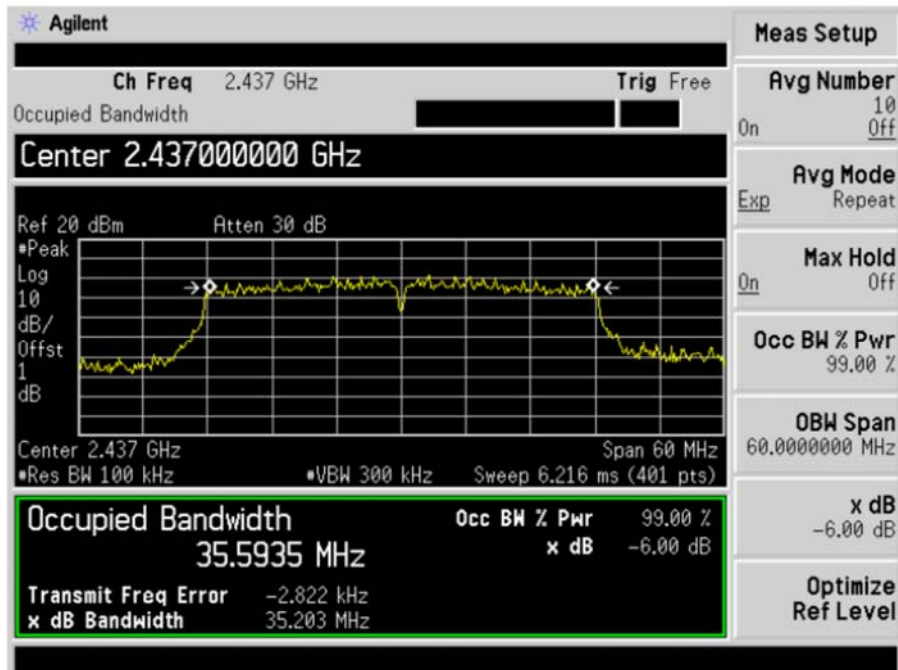 Agilent
Ch Freq 2.437 GHz Trig Free
Occupied Bandwidth
Center 2.437000000 GHz
Ref 20 dBm Atten 30 dB
#Peak
Log
10
dB/
Offst
1
dB
Center 2.437 GHz Span 60 MHz
#Res BW 100 kHz #VBW 300 kHz Sweep 6.216 ms (401 pts)
Occupied Bandwidth Occ BW % Pwr 99.00 %
35.5935 MHz x dB -6.00 dB
Transmit Freq Error -2.822 kHz
x dB Bandwidth 35.203 MHz
Meas Setup
Avg Number
10
On Off
Avg Mode
Exp Repeat
Max Hold
On Off
Occ BW % Pwr
99.00 %
OBW Span
60.0000000 MHz
x dB
-6.00 dB
Optimize
Ref Level